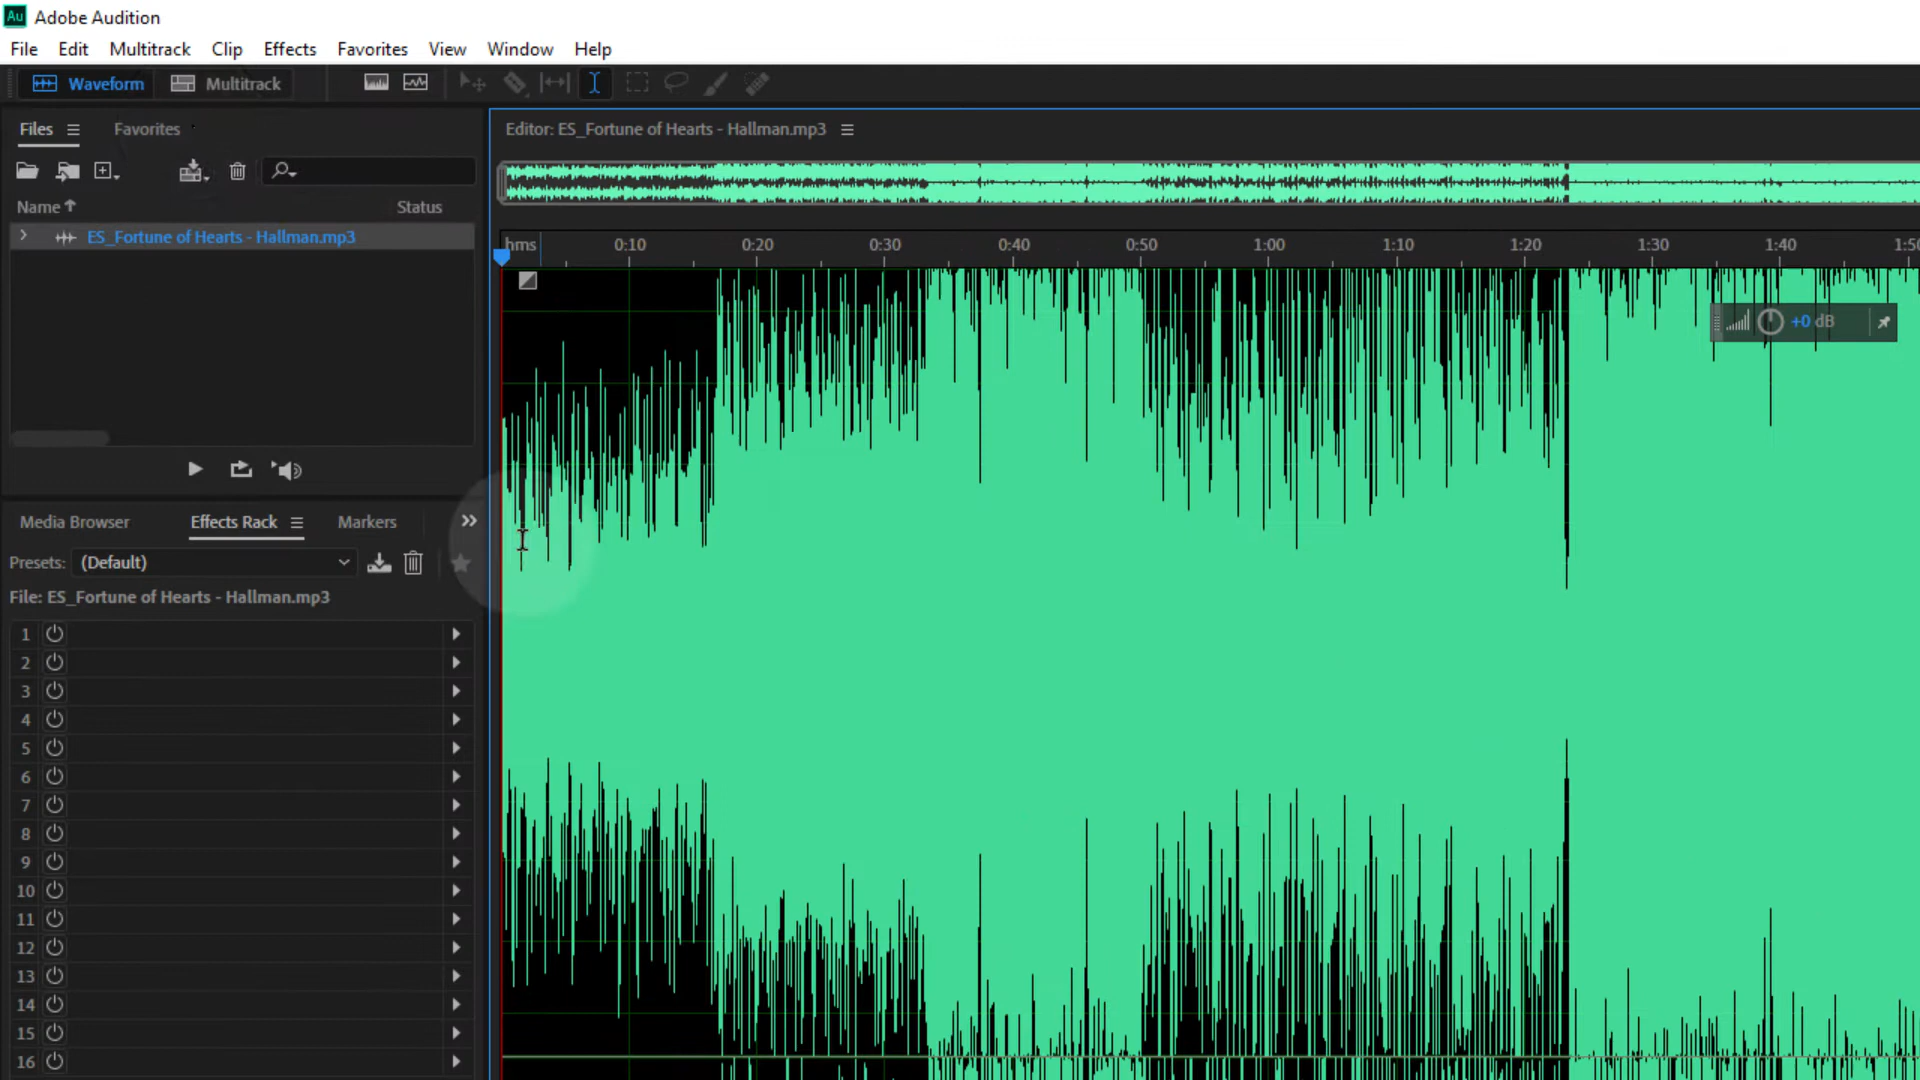 Au Adobe Audition
File Edit Multitrack Clip Effects Favorites View Window Help
Waveform Multitrack
Files Favorites
Name Status
ES_Fortune of Hearts - Hallman.mp3
Media Browser Effects Rack Markers
Presets: (Default)
File: ES_Fortune of Hearts - Hallman.mp3
1
2
3
4
5
6
7
8
9
10
11
12
13
14
15
16
Editor: ES_Fortune of Hearts - Hallman.mp3
hms 0:10 0:20 0:30 0:40 0:50 1:00 1:10 1:20 1:30 1:40 1:50
+0 dB